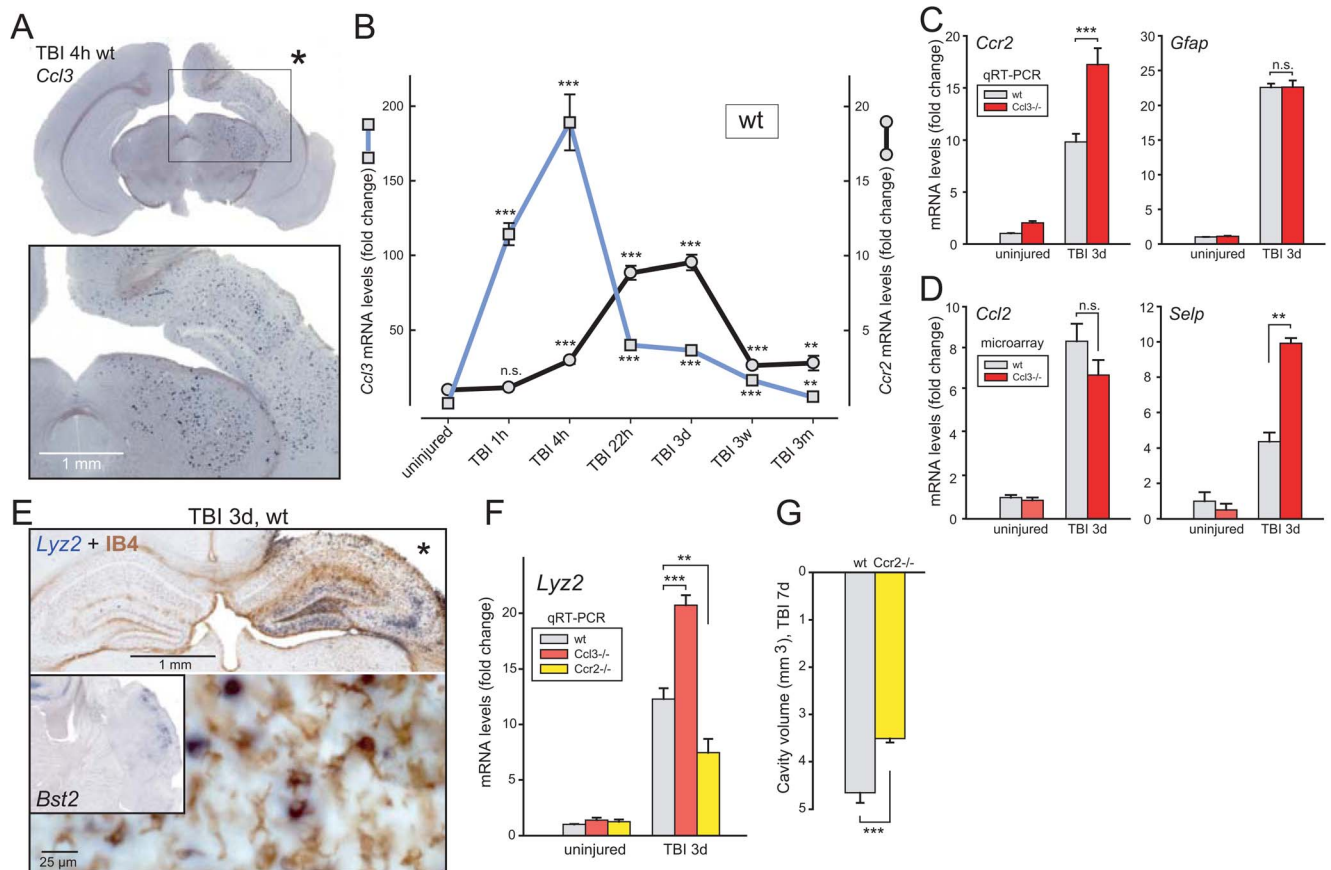 A
TBI 4h wt
Ccl3
*
1 mm
B
Ccl3 mRNA levels (fold change)
200
150
100
50
wt
Ccr2 mRNA levels (fold change)
20
15
10
5
***
***
n.s.
***
***
***
***
***
***
***
**
**
uninjured
TBI 1h
TBI 4h
TBI 22h
TBI 3d
TBI 3w
TBI 3m
C
Ccr2
qRT-PCR
wt
Ccl3-/-
mRNA levels (fold change)
20
15
10
5
0
***
uninjured
TBI 3d
Gfap
30
25
20
15
10
5
0
n.s.
uninjured
TBI 3d
D
Ccl2
microarray
wt
Ccl3-/-
mRNA levels (fold change)
10
8
6
4
2
0
n.s.
uninjured
TBI 3d
Selp
12
10
8
6
4
2
0
**
uninjured
TBI 3d
E
TBI 3d, wt
Lyz2 + IB4
*
1 mm
Bst2
25 µm
F
Lyz2
qRT-PCR
wt
Ccl3-/-
Ccr2-/-
mRNA levels (fold change)
20
15
10
5
0
**
***
uninjured
TBI 3d
G
wt Ccr2-/-
Cavity volume (mm 3), TBI 7d
0
1
2
3
4
5
***